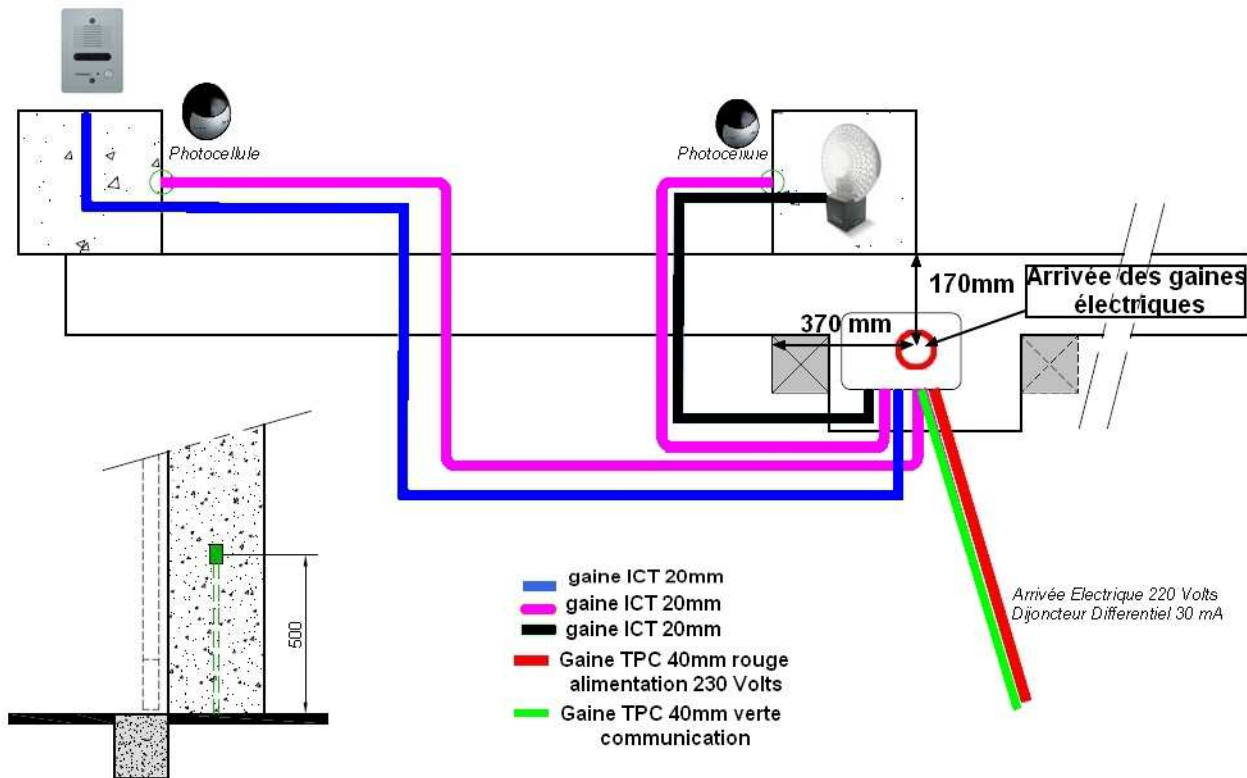 Photocellule
Photocellule
170mm
Arrivée des gaines
électriques
370 mm
500
gaine ICT 20mm
gaine ICT 20mm
gaine ICT 20mm
Gaine TPC 40mm rouge
alimentation 230 Volts
Gaine TPC 40mm verte
communication
Arrivée Electrique 220 Volts
Dijoncteur Differentiel 30 mA